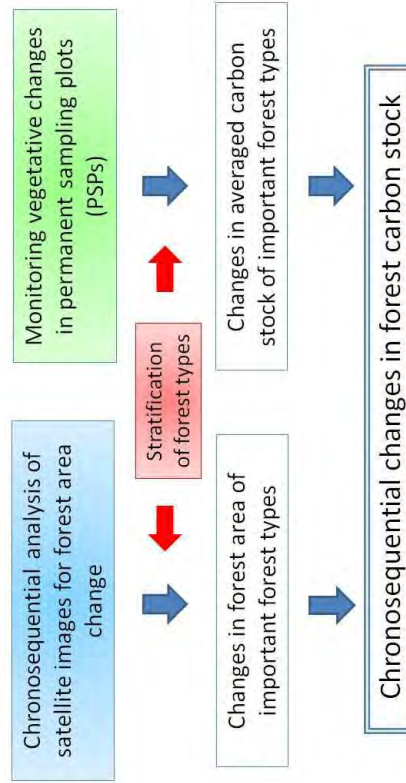 Chronosequential analysis of
satellite images for forest area
change
Monitoring vegetative changes
in permanent sampling plots
(PSPs)
Stratification
of forest types
Changes in forest area of
important forest types
Changes in averaged carbon
stock of important forest types
Chronosequential changes in forest carbon stock